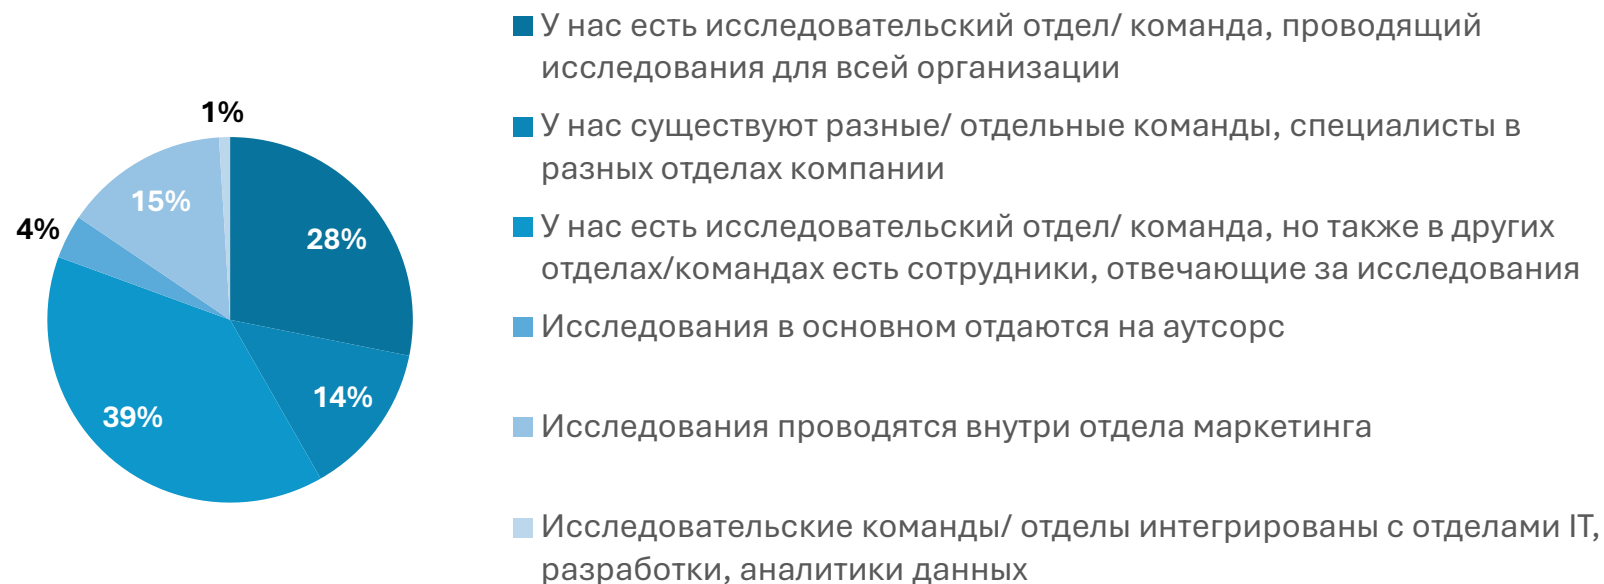 1%
15%
4%
28%
14%
39%
У нас есть исследовательский отдел/ команда, проводящий
исследования для всей организации
У нас существуют разные/ отдельные команды, специалисты в
разных отделах компании
У нас есть исследовательский отдел/ команда, но также в других
отделах/командах есть сотрудники, отвечающие за исследования
Исследования в основном отдаются на аутсорс
Исследования проводятся внутри отдела маркетинга
Исследовательские команды/ отделы интегрированы с отделами IT,
разработки, аналитики данных